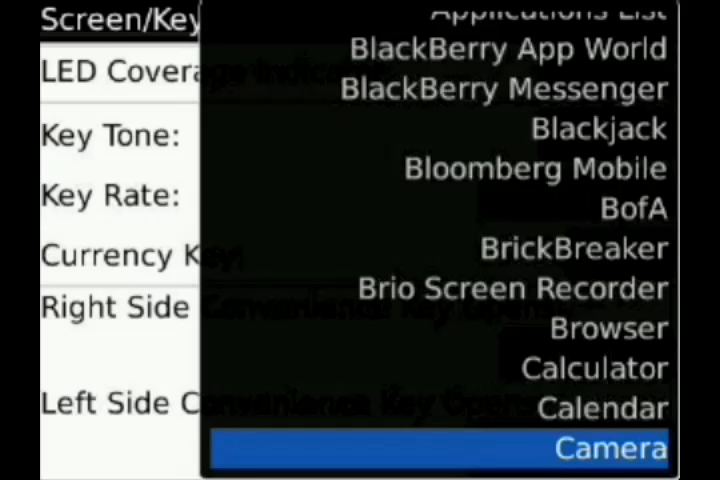 Screen/Key
Applications List
BlackBerry App World
LED Coverage Indicator
BlackBerry Messenger
Key Tone:
Blackjack
Bloomberg Mobile
Key Rate:
BofA
Currency Key:
BrickBreaker
Brio Screen Recorder
Right Side Convenience Key Opens:
Browser
Calculator
Left Side Convenience Key Opens:
Calendar
Camera